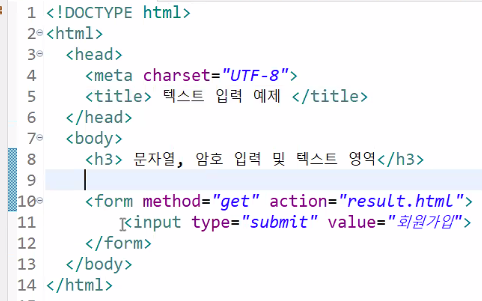 1 <!DOCTYPE html>
2 <html>
3 <head>
4 <meta charset="UTF-8">
5 <title> 텍스트 입력 예제 </title>
6 </head>
7 <body>
8 <h3> 문자열, 암호 입력 및 텍스트 영역</h3>
9
10 <form method="get" action="result.html">
11 <input type="submit" value="회원가입">
12 </form>
13 </body>
14 </html>